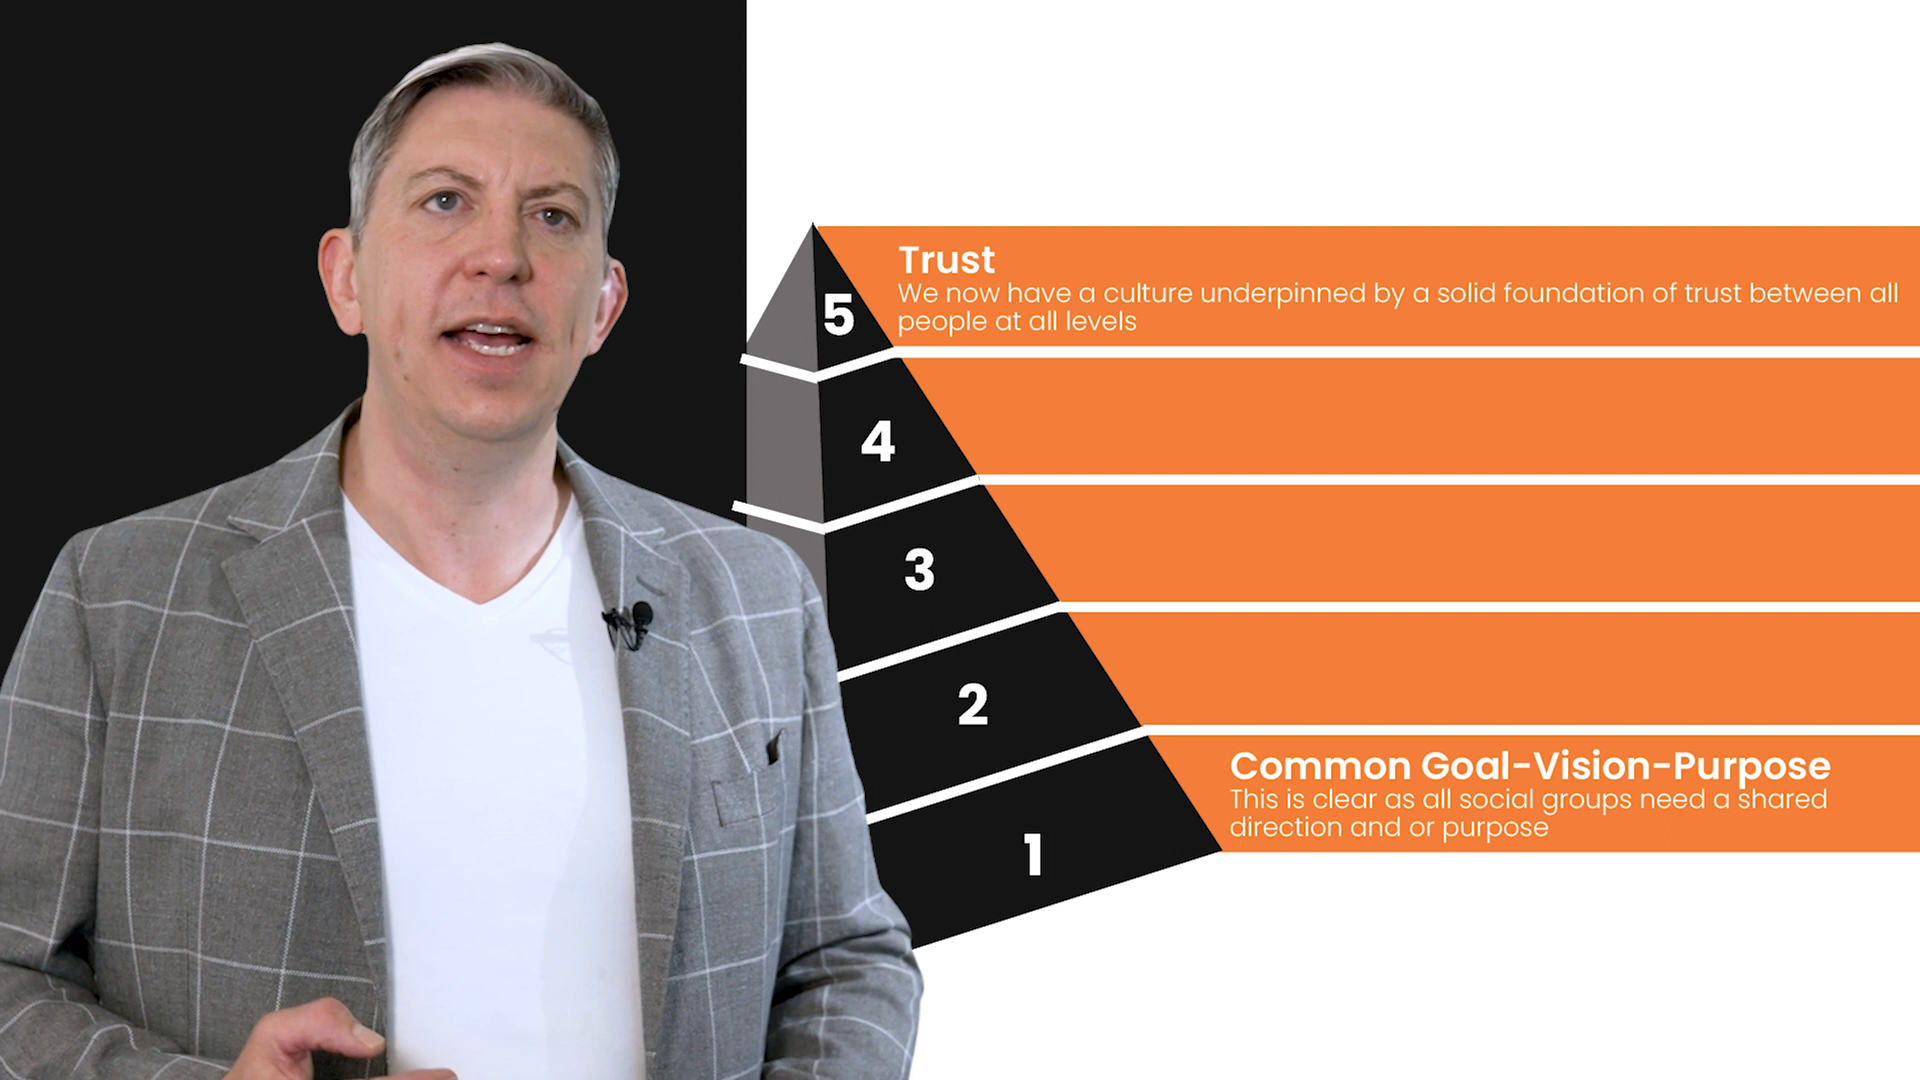 Trust
We now have a culture underpinned by a solid foundation of trust between all
people at all levels
5
4
3
2
Common Goal-Vision-Purpose
This is clear as all social groups need a shared
direction and or purpose
1